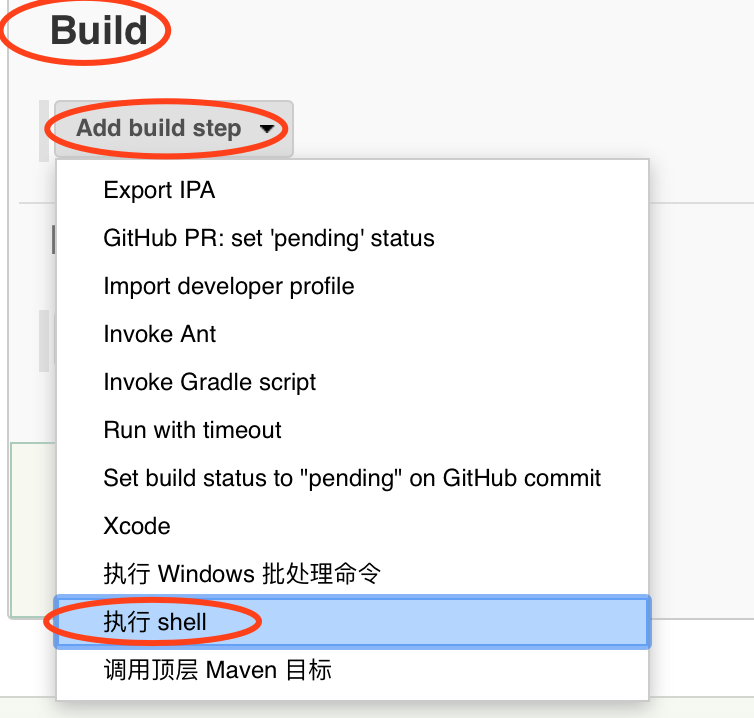 Build
Add build step
Export IPA
GitHub PR: set 'pending' status
Import developer profile
Invoke Ant
Invoke Gradle script
Run with timeout
Set build status to "pending" on GitHub commit
Xcode
执行 Windows 批处理命令
执行 shell
调用顶层 Maven 目标